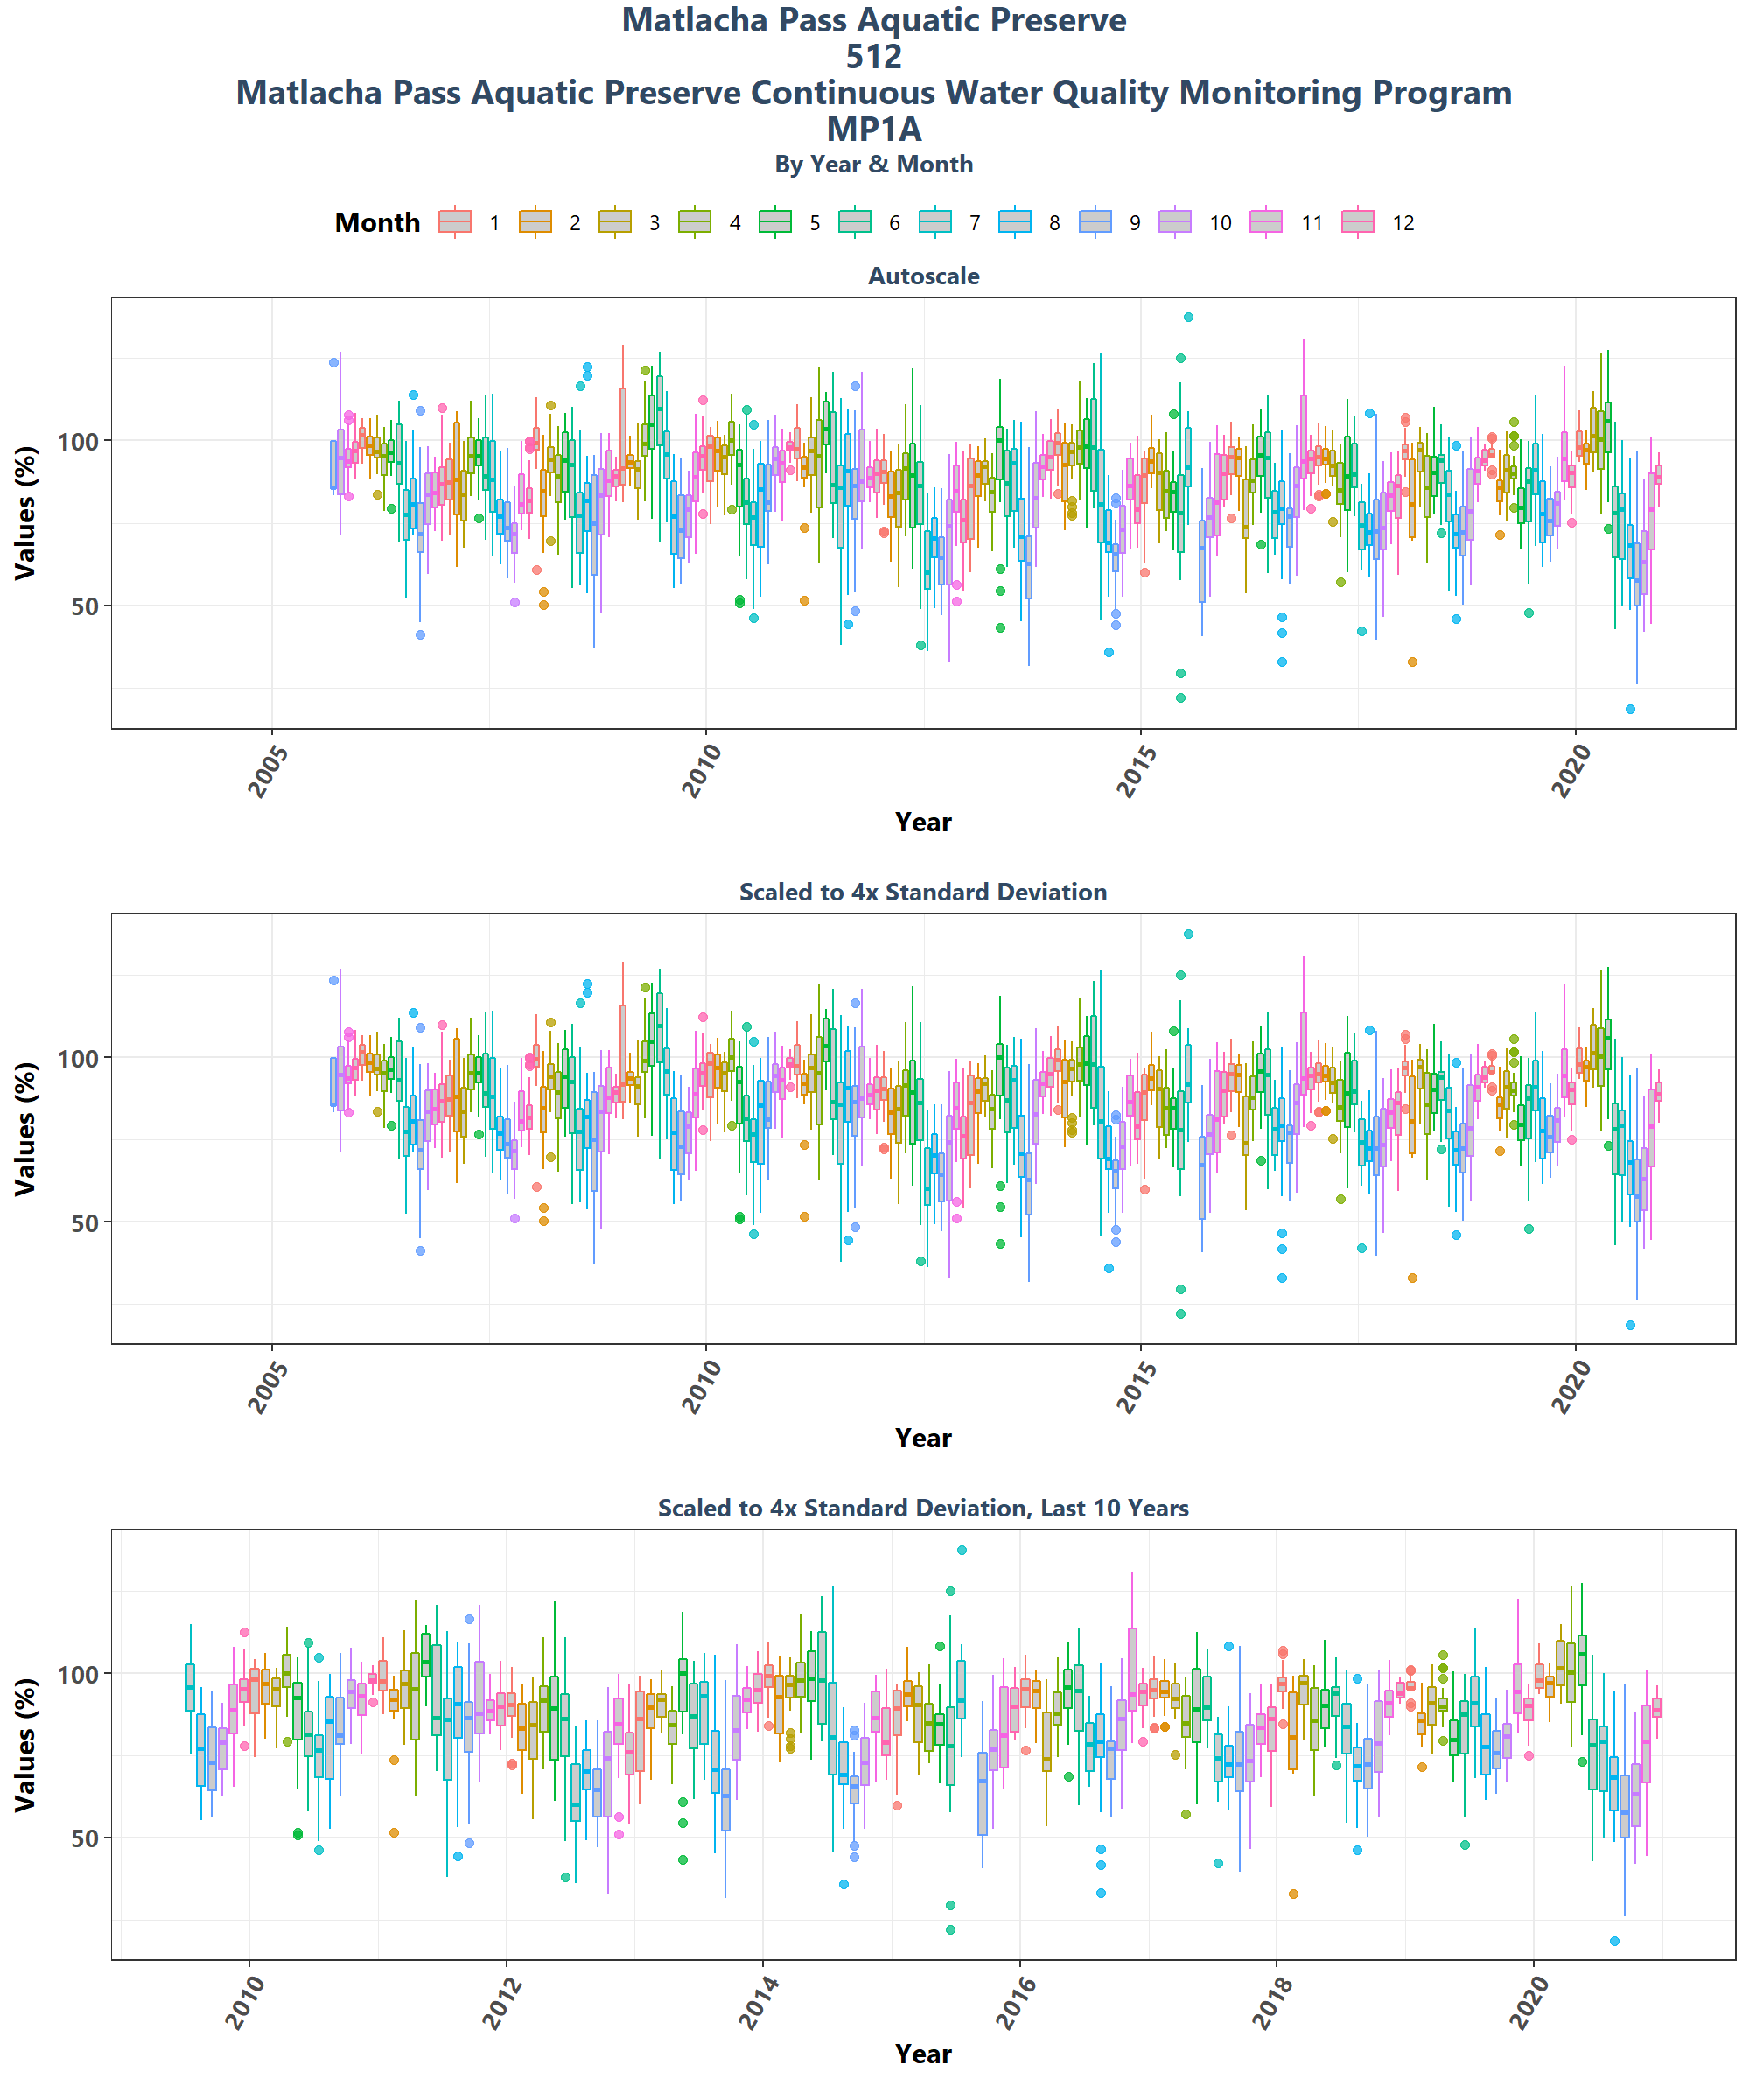 Matlacha Pass Aquatic Preserve
512
Matlacha Pass Aquatic Preserve Continuous Water Quality Monitoring Program
MP1A
By Year & Month
Month 1 2 3 4 5 6 7 8 9 10 11 12
Autoscale
Values (%)
100
50
2005 2010 2015 2020
Year
Scaled to 4x Standard Deviation
Values (%)
100
50
2005 2010 2015 2020
Year
Scaled to 4x Standard Deviation, Last 10 Years
Values (%)
100
50
2010 2012 2014 2016 2018 2020
Year